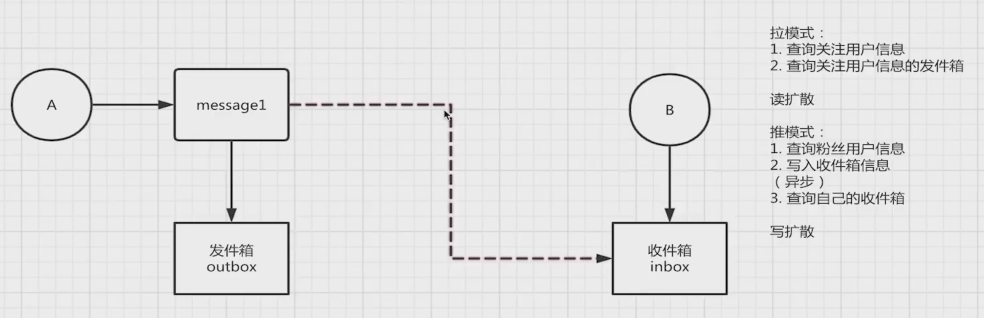 A
message1
发件箱
outbox
B
收件箱
inbox
拉模式：
1. 查询关注用户信息
2. 查询关注用户信息的发件箱
读扩散
推模式：
1. 查询粉丝用户信息
2. 写入收件箱信息
（异步）
3. 查询自己的收件箱
写扩散